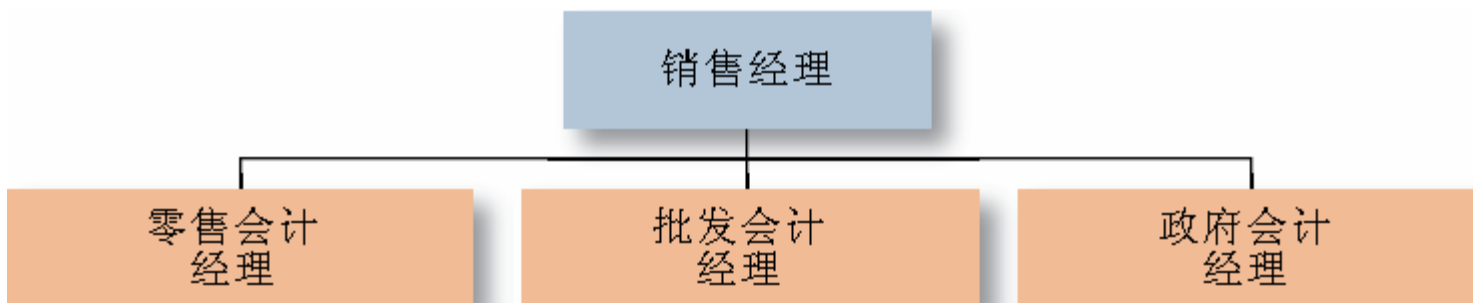 销售经理
零售会计
经理
批发会计
经理
政府会计
经理